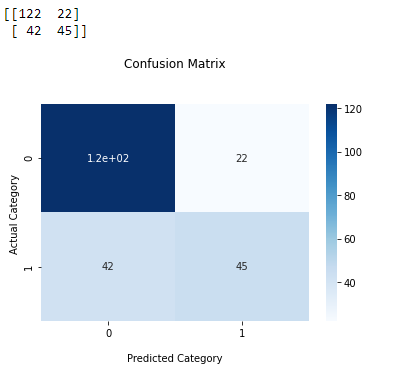 [[122  22]
 [ 42  45]]
Confusion Matrix
120
0
1.2e+02
22
100
80
Actual Category
1
42
45
60
40
0 1
Predicted Category